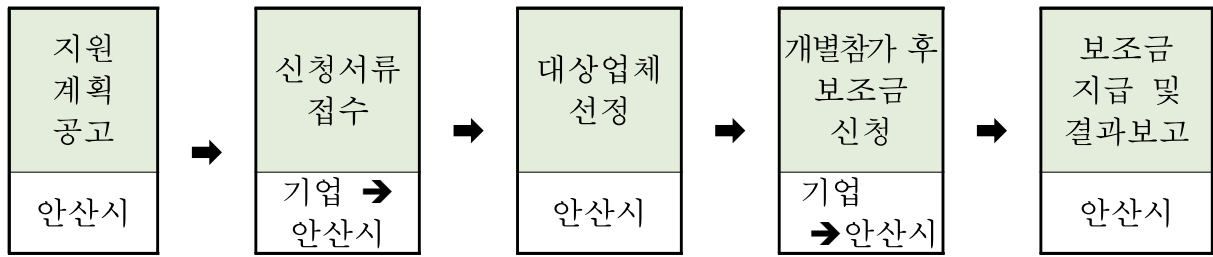 지원
계획
공고
안산시
➡
신청서류
접수
기업 ➔
안산시
➡
대상업체
선정
안산시
➡
개별참가 후
보조금
신청
기업
➔안산시
➡
보조금
지급 및
결과보고
안산시